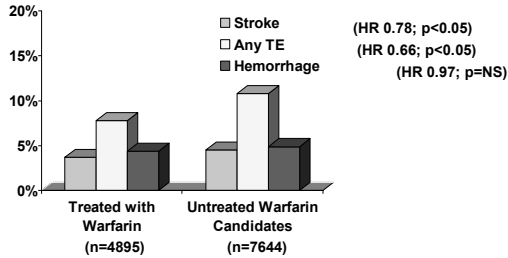 20%
15%
10%
5%
0%
Stroke
Any TE
Hemorrhage
(HR 0.78; p<0.05)
(HR 0.66; p<0.05)
(HR 0.97; p=NS)
Treated with
Warfarin
(n=4895)
Untreated Warfarin
Candidates
(n=7644)